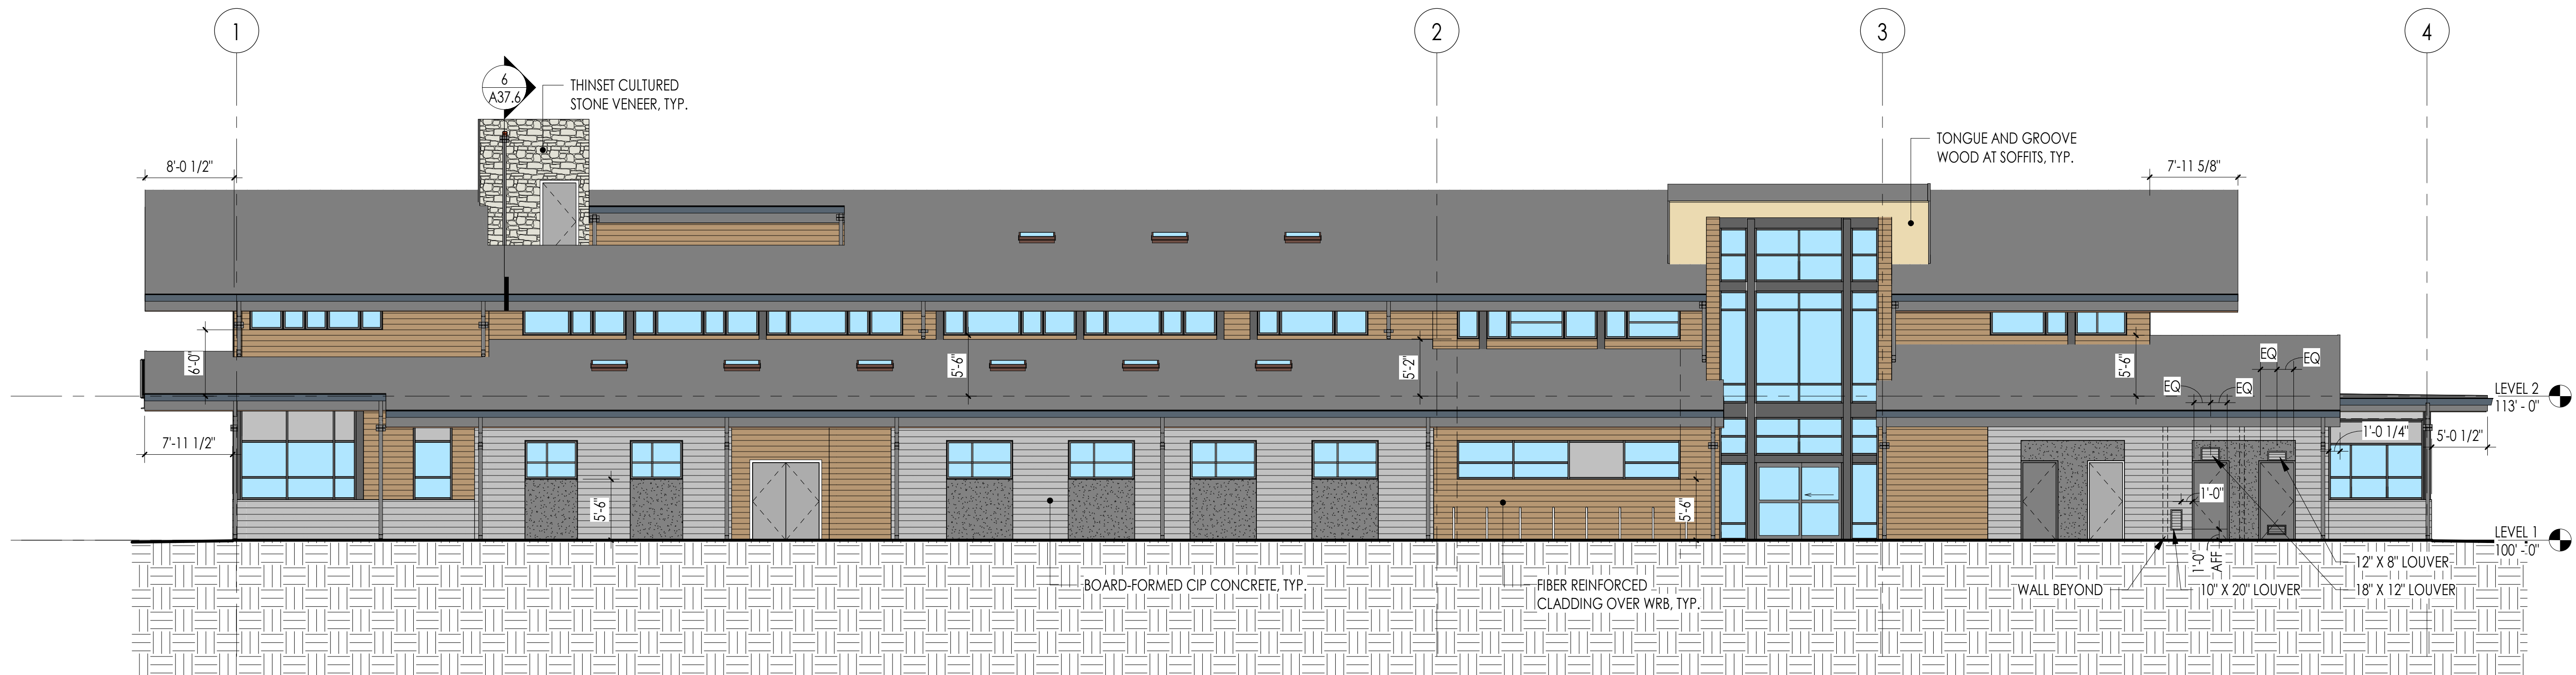 1
2
3
4
6
A37.6
THINSET CULTURED
STONE VENEER, TYP.
TONGUE AND GROOVE
WOOD AT SOFFITS, TYP.
8'-0 1/2"
7'-11 5/8"
6'-0"
5'-6"
5'-2"
5'-6"
EQ
EQ
EQ
EQ
LEVEL 2
113' - 0"
7'-11 1/2"
1'-0 1/4"
5'-0 1/2"
5'-6"
5'-6"
1'-0"
LEVEL 1
100' - 0"
1'-0"
AFF
BOARD-FORMED CIP CONCRETE, TYP.
FIBER REINFORCED
CLADDING OVER WRB, TYP.
WALL BEYOND
10" X 20" LOUVER
12" X 8" LOUVER
18" X 12" LOUVER